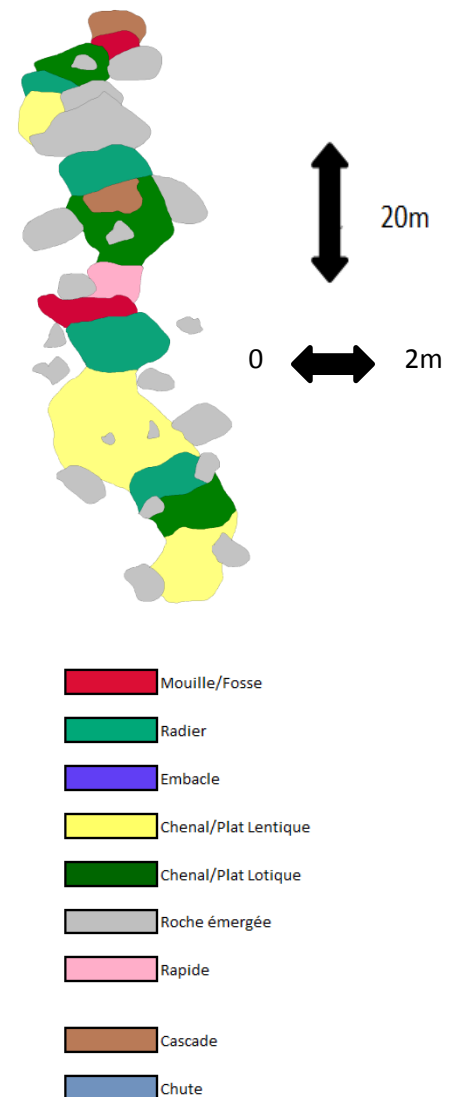 20m
0 2m
Mouille/Fosse
Radier
Embacle
Chenal/Plat Lentique
Chenal/Plat Lotique
Roche émergée
Rapide
Cascade
Chute